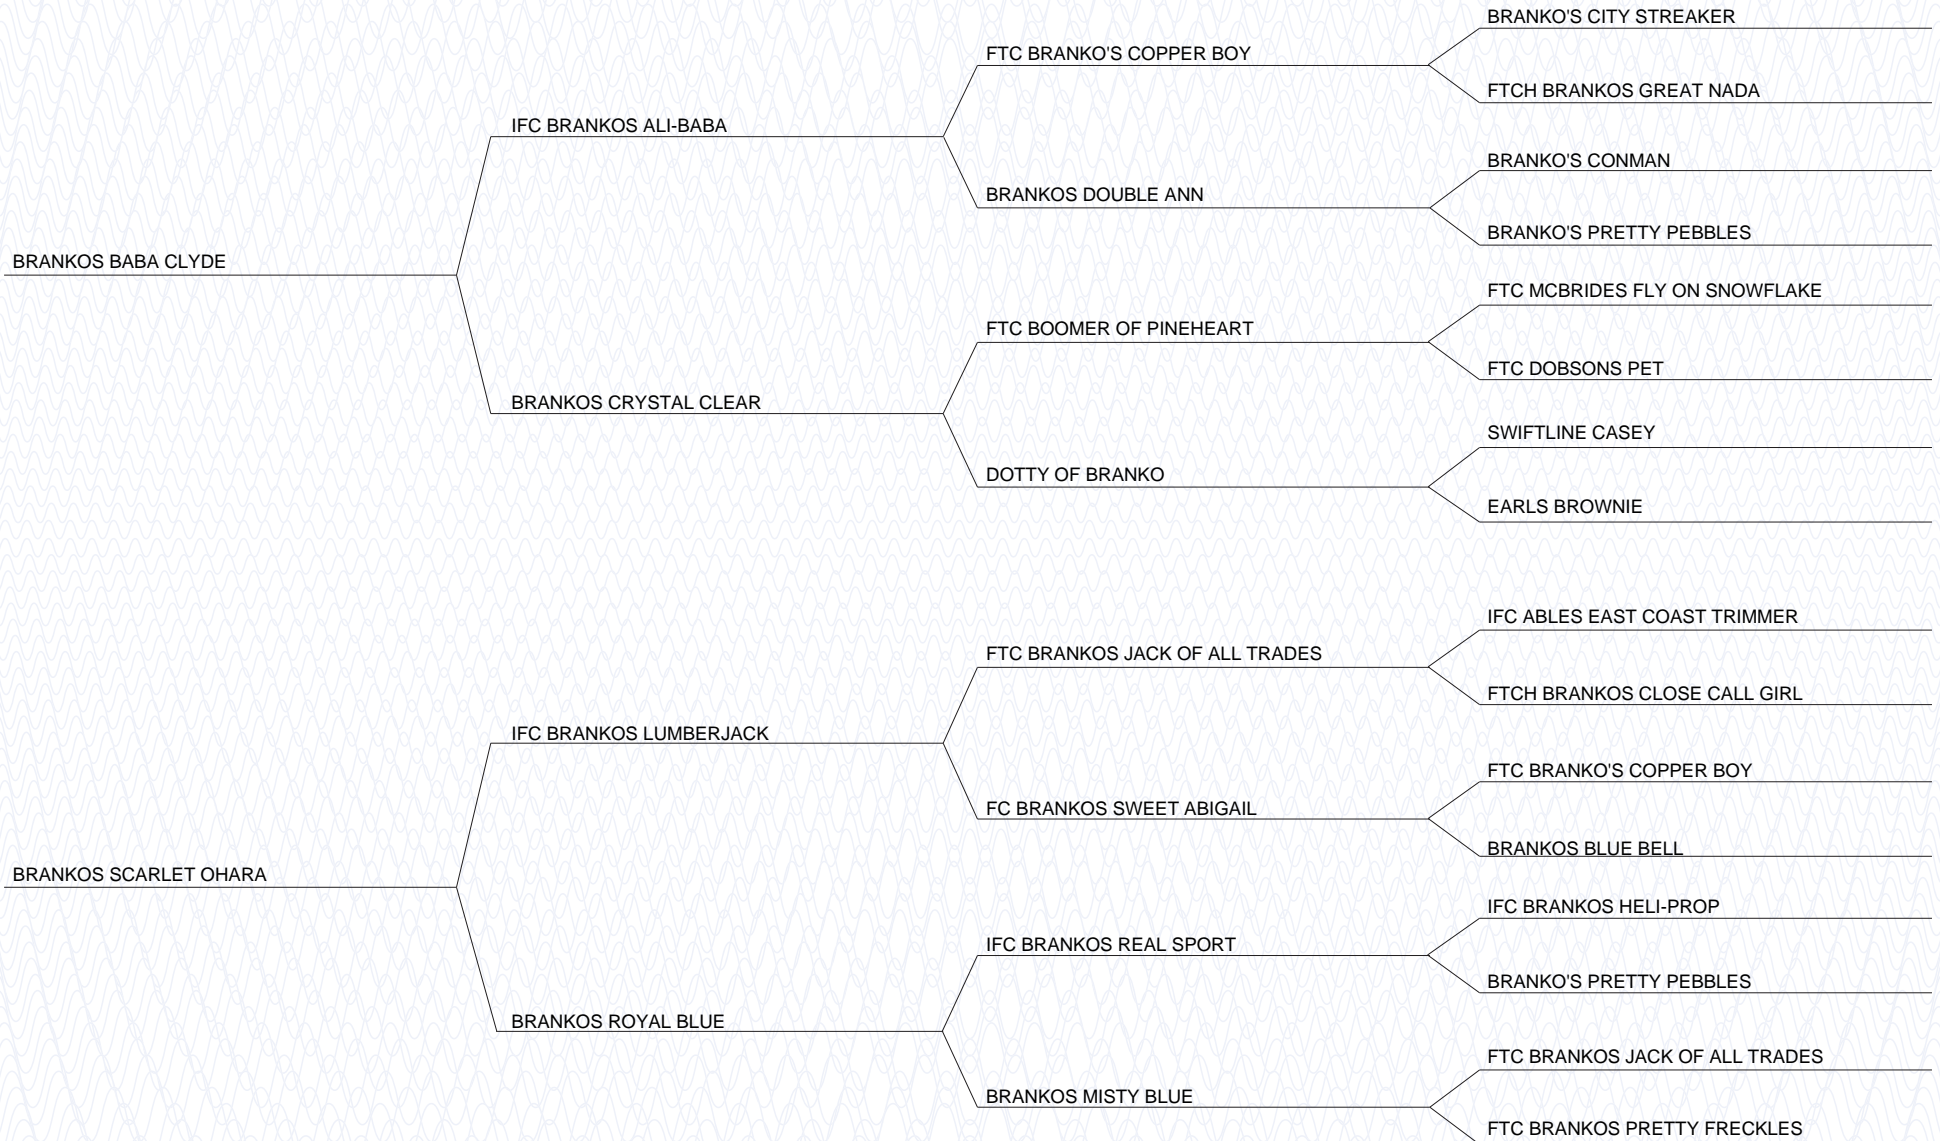 BRANKO'S CITY STREAKER
FTC BRANKO'S COPPER BOY
FTCH BRANKOS GREAT NADA
IFC BRANKOS ALI-BABA
BRANKO'S CONMAN
BRANKOS DOUBLE ANN
BRANKO'S PRETTY PEBBLES
BRANKOS BABA CLYDE
FTC MCBRIDES FLY ON SNOWFLAKE
FTC BOOMER OF PINEHEART
FTC DOBSONS PET
BRANKOS CRYSTAL CLEAR
SWIFTLINE CASEY
DOTTY OF BRANKO
EARLS BROWNIE
IFC ABLES EAST COAST TRIMMER
FTC BRANKOS JACK OF ALL TRADES
FTCH BRANKOS CLOSE CALL GIRL
IFC BRANKOS LUMBERJACK
FTC BRANKO'S COPPER BOY
FC BRANKOS SWEET ABIGAIL
BRANKOS BLUE BELL
BRANKOS SCARLET OHARA
IFC BRANKOS HELI-PROP
IFC BRANKOS REAL SPORT
BRANKO'S PRETTY PEBBLES
BRANKOS ROYAL BLUE
FTC BRANKOS JACK OF ALL TRADES
BRANKOS MISTY BLUE
FTC BRANKOS PRETTY FRECKLES